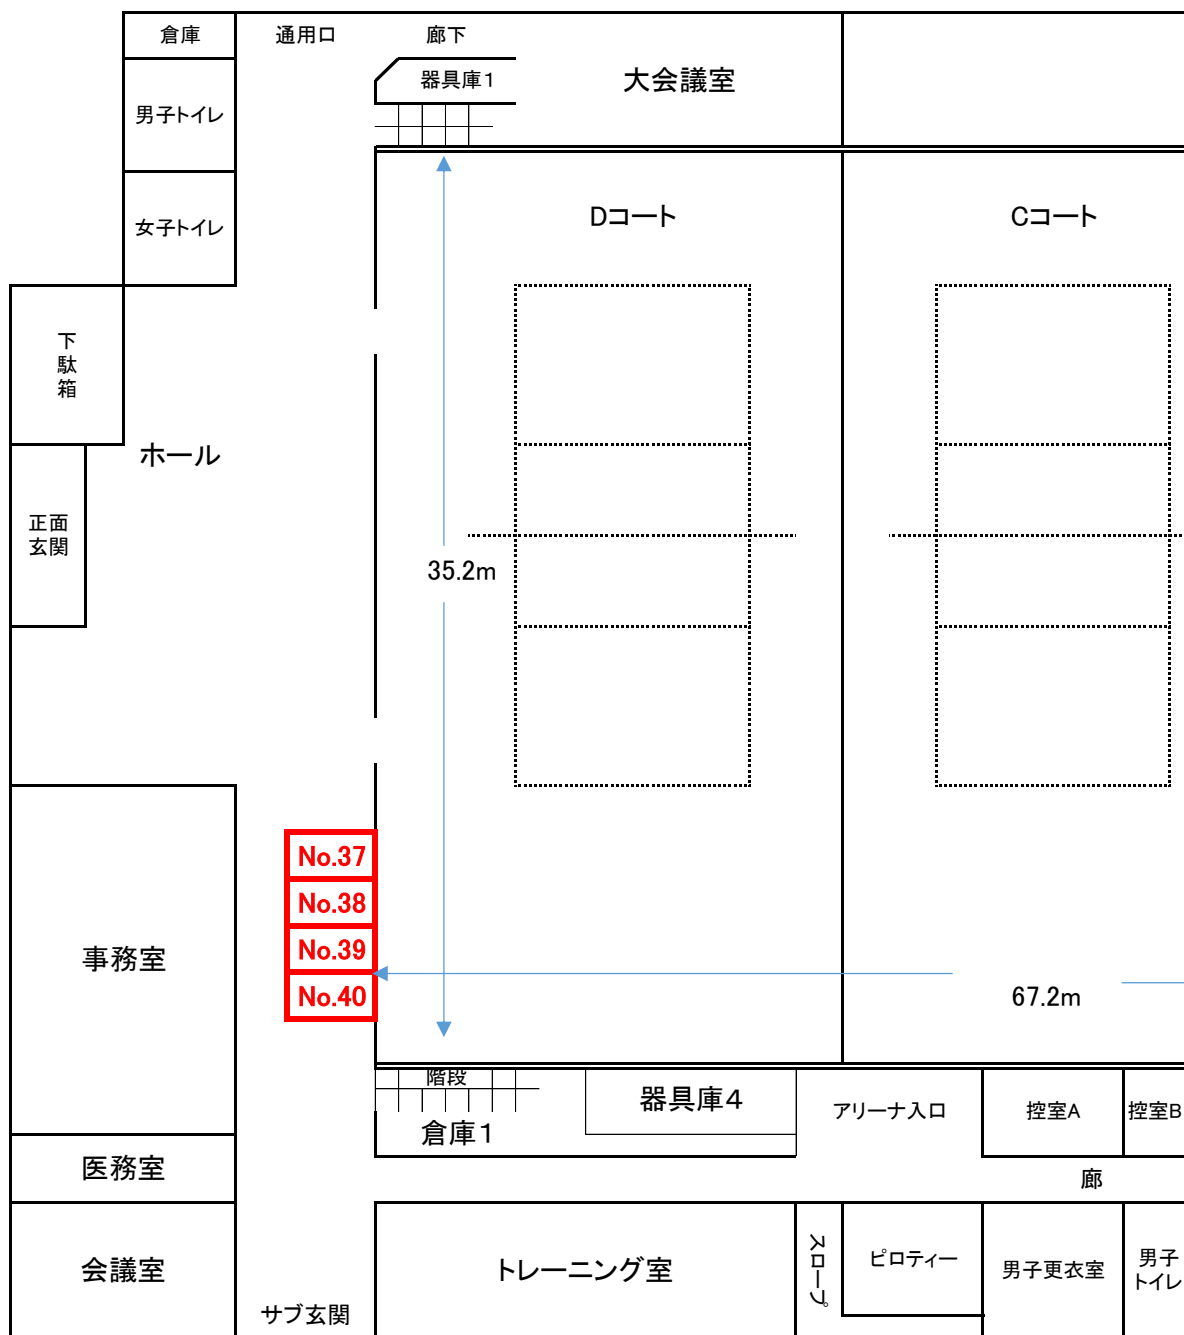 倉庫
通用口
廊下
器具庫1
大会議室
男子トイレ
女子トイレ
Dコート
Cコート
下
駄
箱
ホール
正面
玄関
35.2m
No.37
No.38
No.39
No.40
事務室
67.2m
階段
倉庫1
器具庫4
アリーナ入口
控室A
控室B
医務室
廊
会議室
トレーニング室
スロープ
ピロティー
男子更衣室
男子
トイレ
サブ玄関